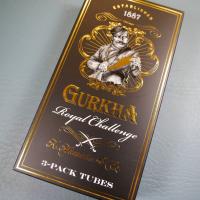 ESTABLISHED
1887
GURKHA
Royal Challenge
3-PACK TUBES